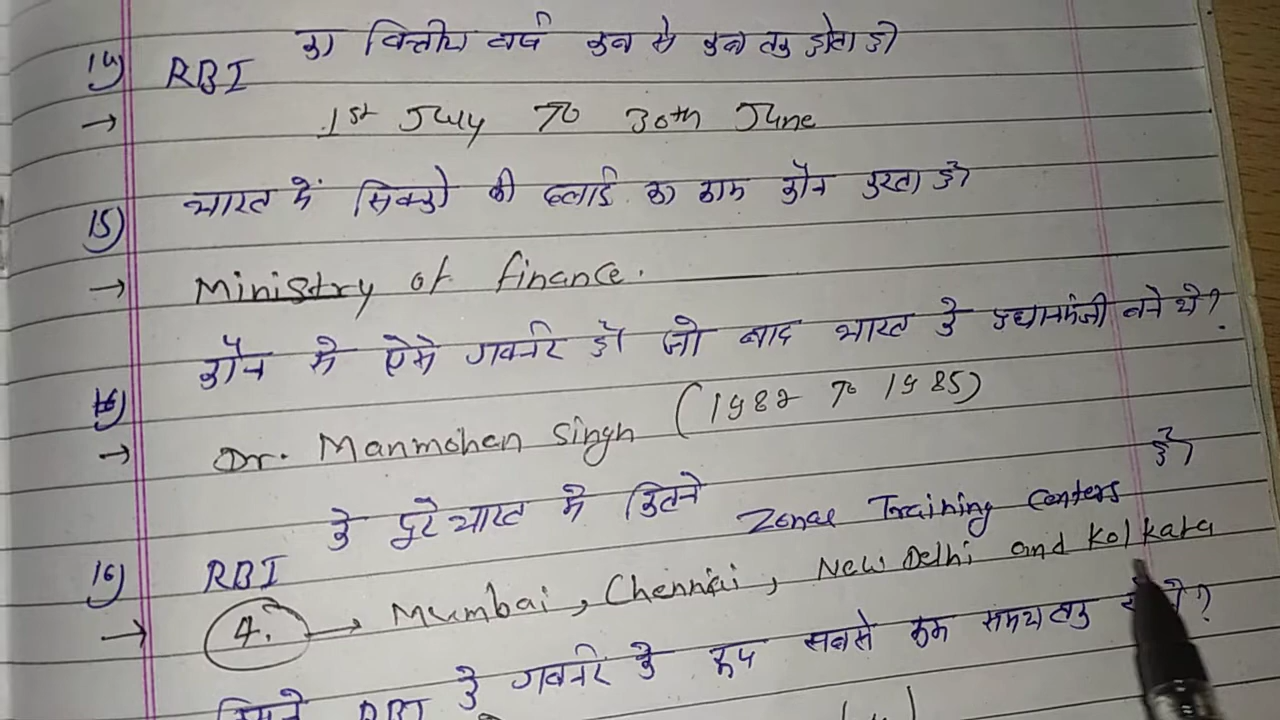 14) RBI का वित्तीय वर्ष कब से कब तक होता है
→ 1st July To 30th June
15) भारत में सिक्को की ढ्लाई का काम कौन करता है
→ Ministry of finance.
कौन से ऐसे गवर्नर है जो बाद भारत के प्रधानमंत्री बने थे?
→ Dr. Manmohan Singh (1982 To 1985)
16) RBI के पूरे भारत में कितने Zonal Training Centers है
→ 4. → Mumbai, Chennai, New Delhi and Kolkata
RBI के गवर्नर के रूप सबसे कम समय तक थे?